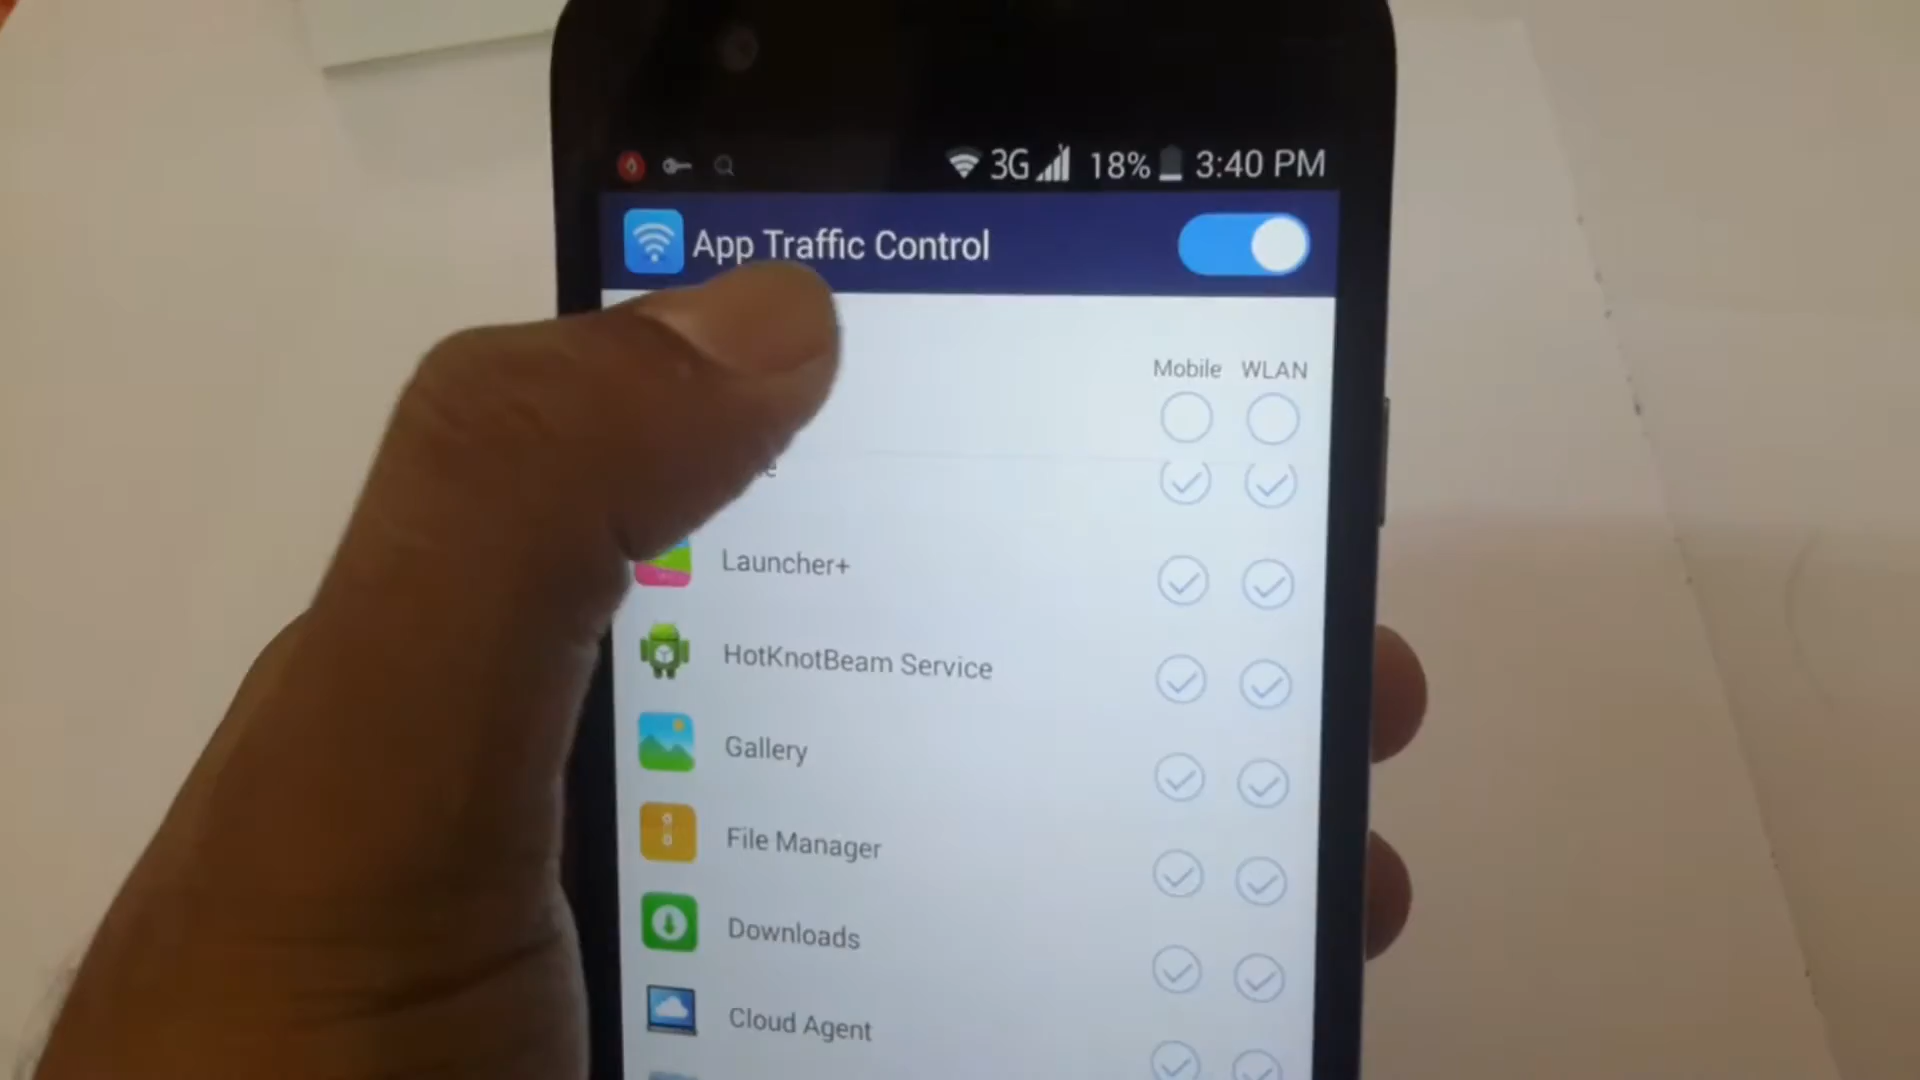 3G 18% 3:40 PM
App Traffic Control
Mobile WLAN
Launcher+
HotKnotBeam Service
Gallery
File Manager
Downloads
Cloud Agent